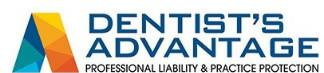 DENTIST'S
ADVANTAGE
PROFESSIONAL LIABILITY & PRACTICE PROTECTION